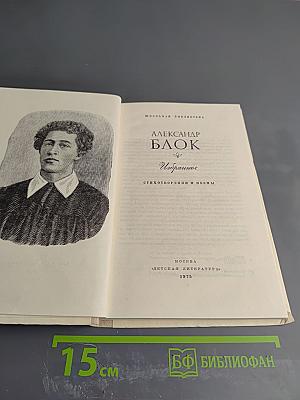 ШКОЛЬНАЯ БИБЛИОТЕКА
АЛЕКСАНДР
БЛОК
Избранное
СТИХОТВОРЕНИЯ И ПОЭМЫ
МОСКВА
«ДЕТСКАЯ ЛИТЕРАТУРА»
1975
15 СМ
БФ БИБЛИОФАН